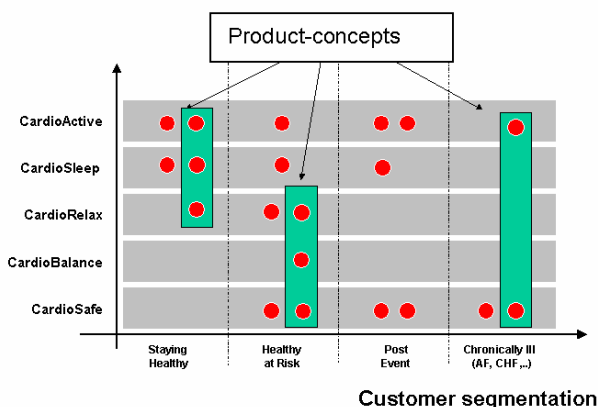 Product-concepts
CardioActive
CardioSleep
CardioRelax
CardioBalance
CardioSafe
Staying
Healthy
Healthy
at Risk
Post
Event
Chronically Ill
(AF, CHF,..)
Customer segmentation